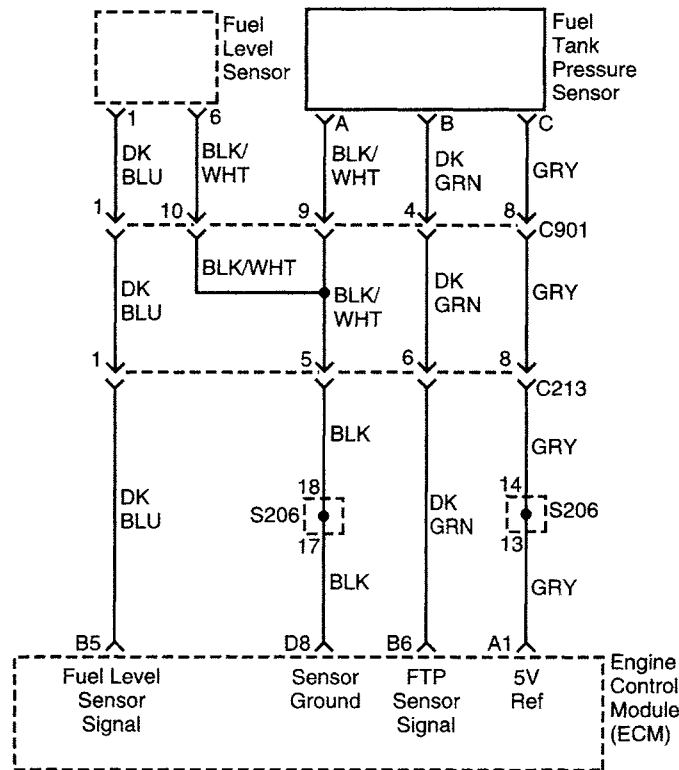 Fuel
Level
Sensor
Fuel
Tank
Pressure
Sensor
1
6
A
B
C
DK
BLU
BLK/
WHT
BLK/
WHT
DK
GRN
GRY
1
10
9
4
8
C901
BLK/WHT
DK
BLU
BLK/
WHT
DK
GRN
GRY
1
5
6
8
C213
BLK
GRY
18
14
DK
BLU
S206
DK
GRN
S206
17
13
BLK
GRY
B5
D8
B6
A1
Fuel Level
Sensor
Signal
Sensor
Ground
FTP
Sensor
Signal
5V
Ref
Engine
Control
Module
(ECM)